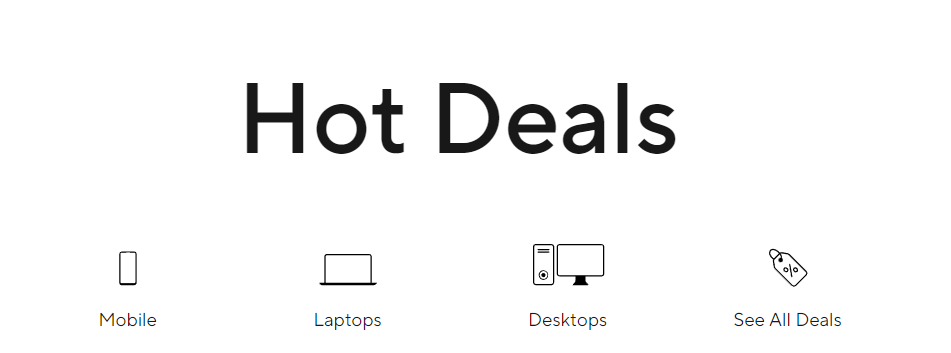 Hot Deals
Mobile
Laptops
Desktops
%
See All Deals